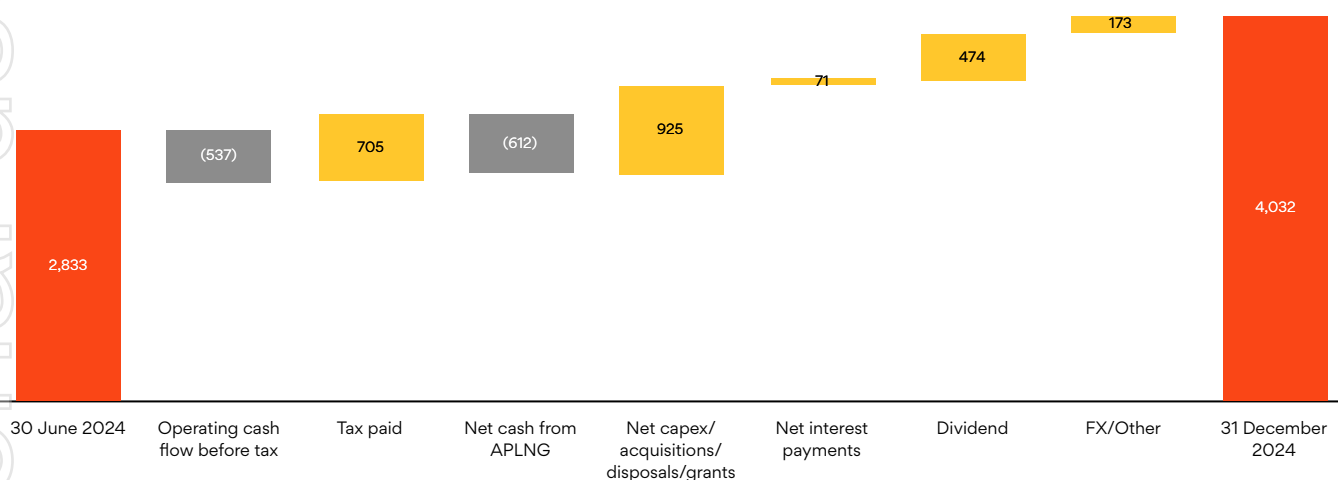 173
474
71
925
705
(612)
(537)
4,032
2,833
30 June 2024
Operating cash
flow before tax
Tax paid
Net cash from
APLNG
Net capex/
acquisitions/
disposals/grants
Net interest
payments
Dividend
FX/Other
31 December
2024